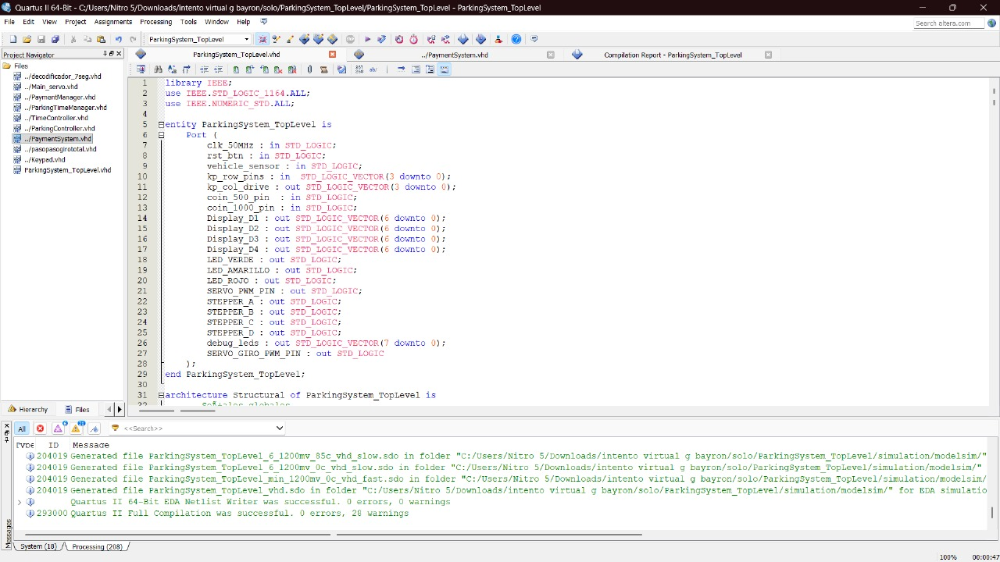 Quartus II 64-Bit - C:/Users/Nitro 5/Downloads/intento virtual g bayron/solo/ParkingSystem_TopLevel/ParkingSystem_TopLevel - ParkingSystem_TopLevel
File Edit View Project Assignments Processing Tools Window Help
Search altera.com
ParkingSystem_TopLevel
Project Navigator
ParkingSystem_TopLevel.vhd
../PaymentSystem.vhd
Compilation Report - ParkingSystem_TopLevel
Files
../decodificador_7seg.vhd
../Main_servo.vhd
../PaymentManager.vhd
../ParkingTimeManager.vhd
../TimeController.vhd
../ParkingController.vhd
../PaymentSystem.vhd
../pasopasogirototal.vhd
../Keypad.vhd
ParkingSystem_TopLevel.vhd
Hierarchy Files
1 library IEEE;
2 use IEEE.STD_LOGIC_1164.ALL;
3 use IEEE.NUMERIC_STD.ALL;
4
5 entity ParkingSystem_TopLevel is
6 Port (
7 clk_50MHz : in STD_LOGIC;
8 rst_btn : in STD_LOGIC;
9 vehicle_sensor : in STD_LOGIC;
10 kp_row_pins : in STD_LOGIC_VECTOR(3 downto 0);
11 kp_col_drive : out STD_LOGIC_VECTOR(3 downto 0);
12 coin_500_pin : in STD_LOGIC;
13 coin_1000_pin : in STD_LOGIC;
14 Display_D1 : out STD_LOGIC_VECTOR(6 downto 0);
15 Display_D2 : out STD_LOGIC_VECTOR(6 downto 0);
16 Display_D3 : out STD_LOGIC_VECTOR(6 downto 0);
17 Display_D4 : out STD_LOGIC_VECTOR(6 downto 0);
18 LED_VERDE : out STD_LOGIC;
19 LED_AMARILLO : out STD_LOGIC;
20 LED_ROJO : out STD_LOGIC;
21 SERVO_PWM_PIN : out STD_LOGIC;
22 STEPPER_A : out STD_LOGIC;
23 STEPPER_B : out STD_LOGIC;
24 STEPPER_C : out STD_LOGIC;
25 STEPPER_D : out STD_LOGIC;
26 debug_leds : out STD_LOGIC_VECTOR(7 downto 0);
27 SERVO_GIRO_PWM_PIN : out STD_LOGIC
28 );
29 end ParkingSystem_TopLevel;
30
31 architecture Structural of ParkingSystem_TopLevel is
All
6
21
<<Search>>
Type ID Message
204019 Generated file ParkingSystem_TopLevel_6_1200mv_85c_vhd_slow.sdo in folder "C:/Users/Nitro 5/Downloads/intento virtual g bayron/solo/ParkingSystem_TopLevel/simulation/modelsim/"
204019 Generated file ParkingSystem_TopLevel_6_1200mv_0c_vhd_slow.sdo in folder "C:/Users/Nitro 5/Downloads/intento virtual g bayron/solo/ParkingSystem_TopLevel/simulation/modelsim/"
204019 Generated file ParkingSystem_TopLevel_min_1200mv_0c_vhd_fast.sdo in folder "C:/Users/Nitro 5/Downloads/intento virtual g bayron/solo/ParkingSystem_TopLevel/simulation/modelsim/
204019 Generated file ParkingSystem_TopLevel_vhd.sdo in folder "C:/Users/Nitro 5/Downloads/intento virtual g bayron/solo/ParkingSystem_TopLevel/simulation/modelsim/" for EDA simulatio
Quartus II 64-Bit EDA Netlist Writer was successful. 0 errors, 0 warnings
293000 Quartus II Full Compilation was successful. 0 errors, 28 warnings
Messages
System (18) Processing (208)
100% 00:00:47